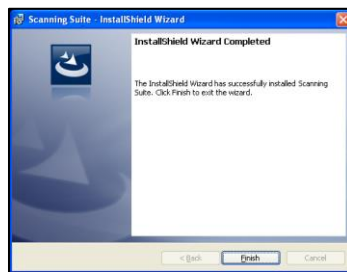 Scanning Suite - InstallShield Wizard
InstallShield Wizard Completed
The InstallShield Wizard has successfully installed Scanning
Suite. Click Finish to exit the wizard.
< Back
Finish
Cancel